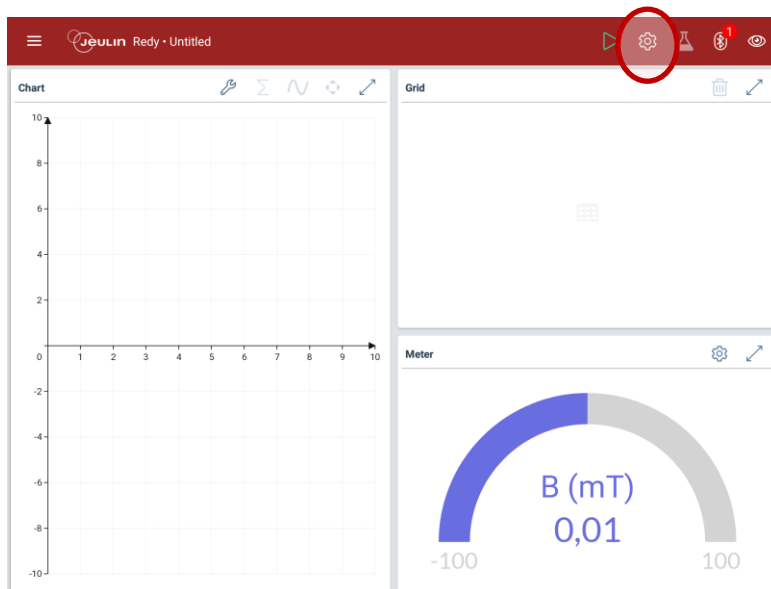 Jeulin Redy • Untitled
1
Chart
10
8
6
4
2
0 1 2 3 4 5 6 7 8 9 10
-2
-4
-6
-8
-10
Grid
Meter
B (mT)
0,01
-100 100